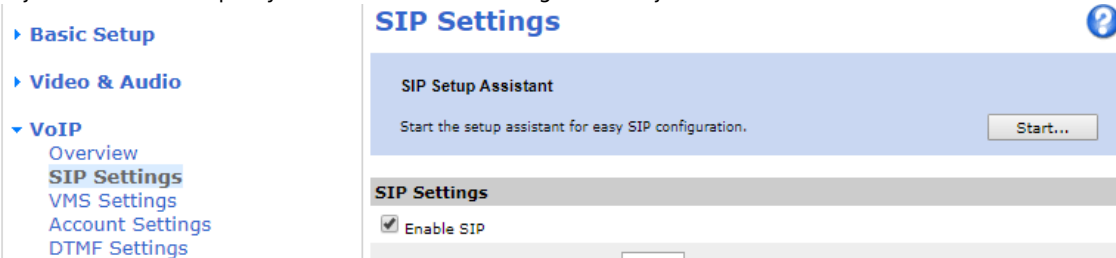 Basic Setup
Video & Audio
VoIP
Overview
SIP Settings
VMS Settings
Account Settings
DTMF Settings
SIP Settings
?
SIP Setup Assistant
Start the setup assistant for easy SIP configuration.
Start...
SIP Settings
Enable SIP